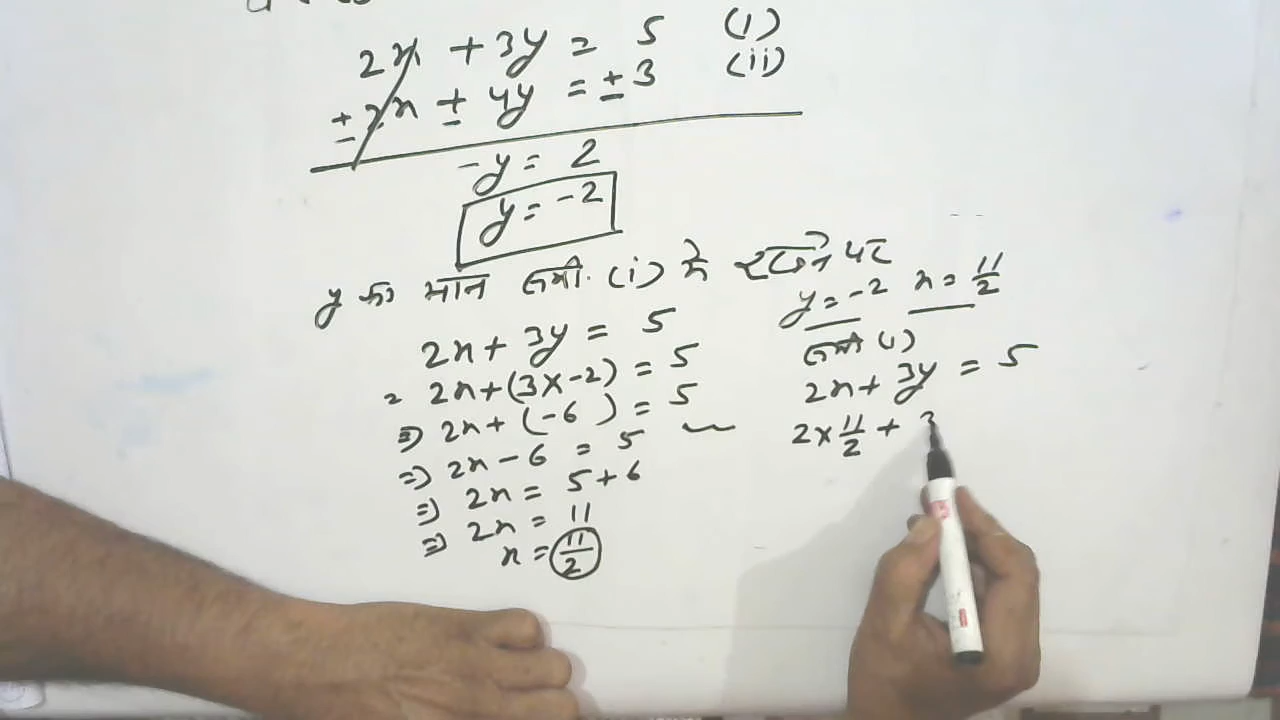 2x + 3y = 5 (i)
± 2x ± 4y = ± 3 (ii)
-y = 2
y = -2
y का मान समी. (i) में रखने पर
2x + 3y = 5
= 2x + (3x-2) = 5
⇒ 2x + (-6) = 5
⇒ 2x - 6 = 5
⇒ 2x = 5 + 6
⇒ 2x = 11
x = 11/2
y = -2 x = 11/2
समी (i)
2x + 3y = 5
2 × 11/2 + 3